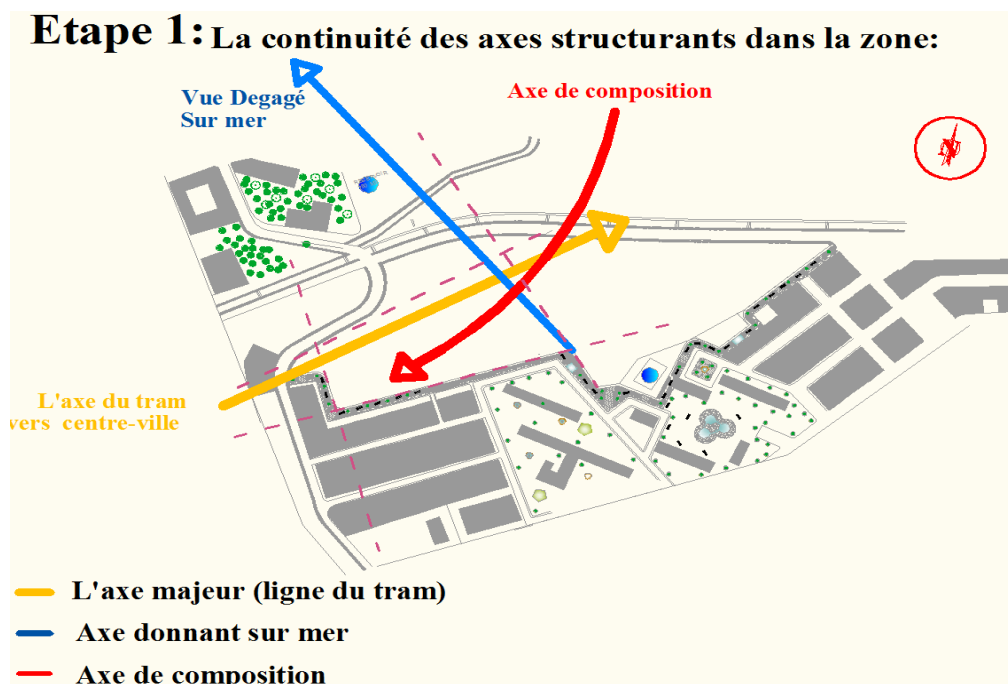 Etape 1: La continuité des axes structurants dans la zone:
Vue Degagé
Sur mer
Axe de composition
L'axe du tram
vers centre-ville
L'axe majeur (ligne du tram)
Axe donnant sur mer
Axe de composition